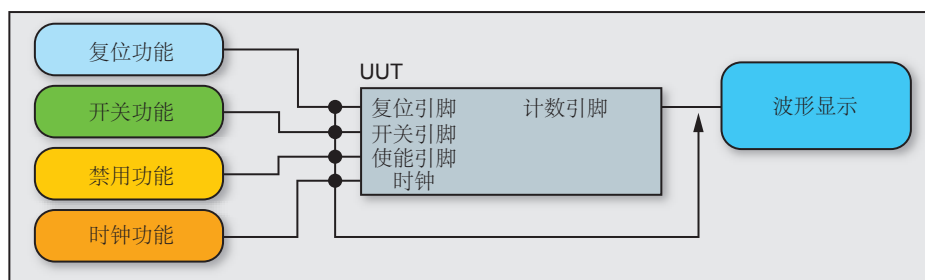 复位功能
开关功能
禁用功能
时钟功能
UUT
复位引脚 计数引脚
开关引脚
使能引脚
时钟
波形显示